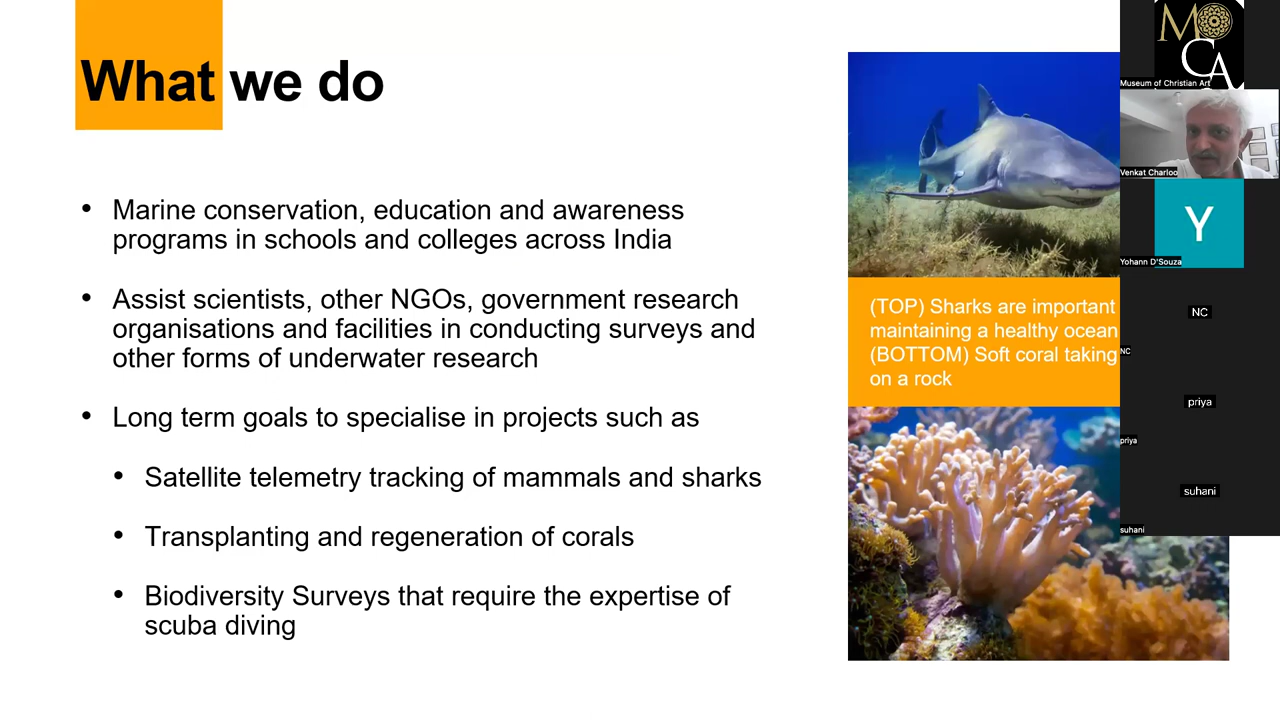 What we do
• Marine conservation, education and awareness
programs in schools and colleges across India
• Assist scientists, other NGOs, government research
organisations and facilities in conducting surveys and
other forms of underwater research
• Long term goals to specialise in projects such as
• Satellite telemetry tracking of mammals and sharks
• Transplanting and regeneration of corals
• Biodiversity Surveys that require the expertise of
scuba diving
(TOP) Sharks are important
maintaining a healthy ocean
(BOTTOM) Soft coral taking
on a rock
M
CA
Museum of Christian Art
Venkat Charloo
Y
Yohann D'Souza
NC
NC
priya
priya
suhani
suhani